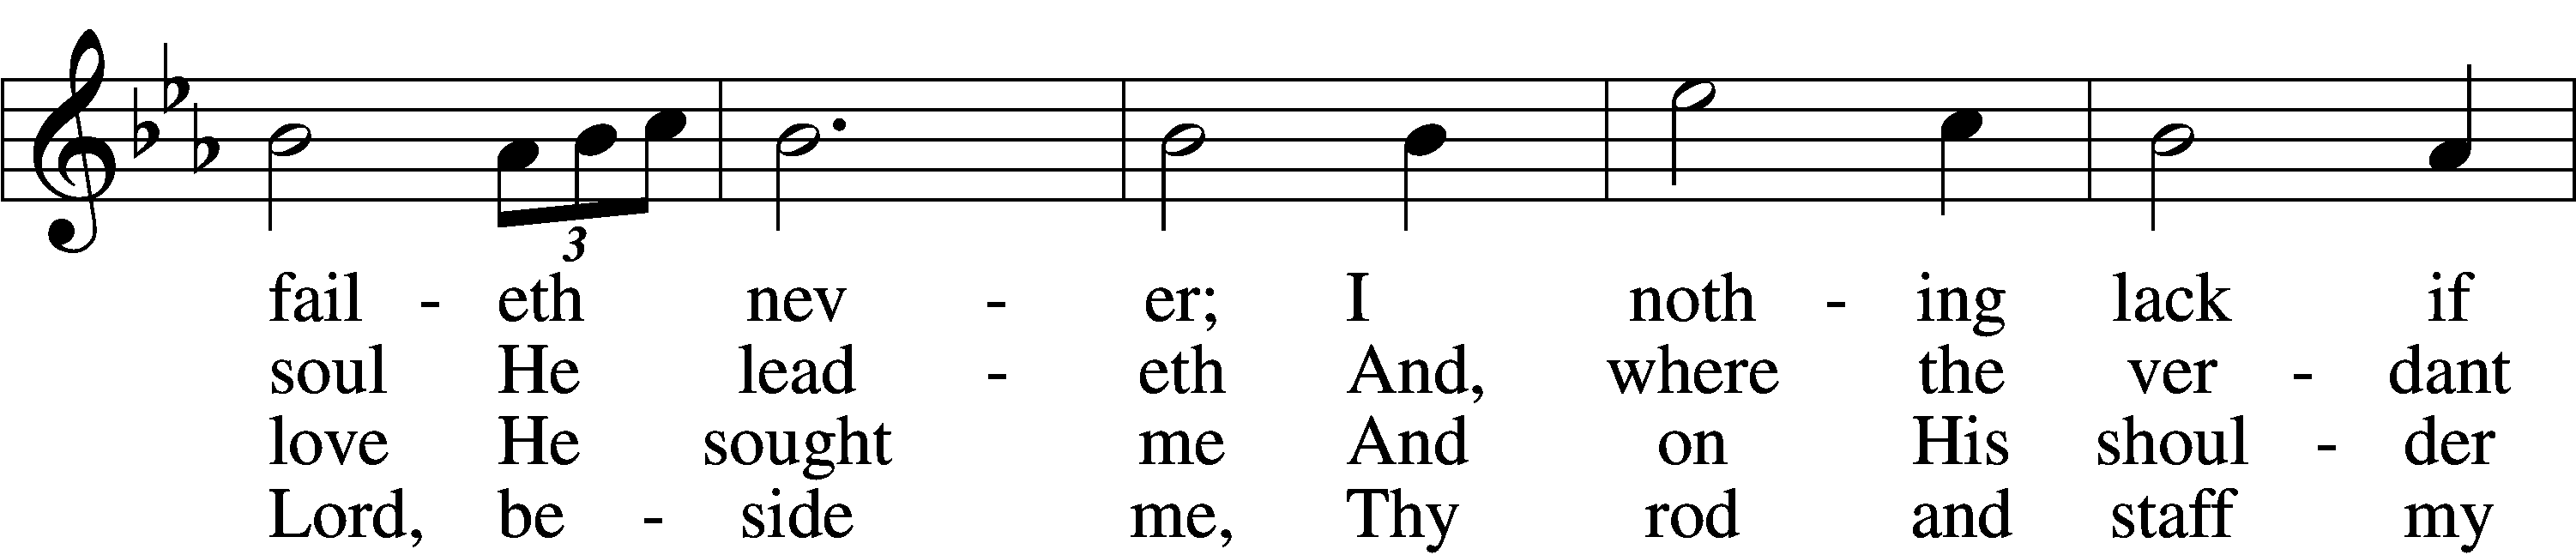 3
fail - eth nev - er; I noth - ing lack if
soul He lead - eth And, where the ver - dant
love He sought me And on His shoul - der
Lord, be - side me, Thy rod and staff my